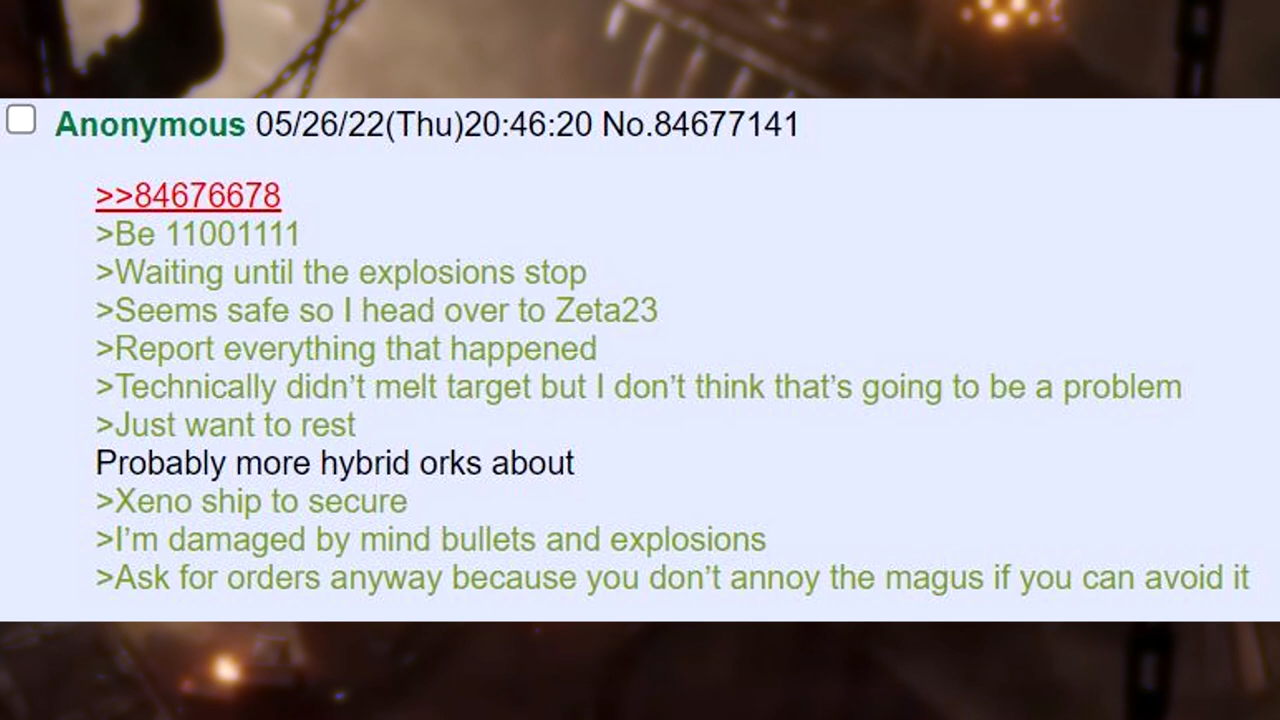 Anonymous 05/26/22(Thu)20:46:20 No.84677141
>>84676678
>Be 11001111
>Waiting until the explosions stop
>Seems safe so I head over to Zeta23
>Report everything that happened
>Technically didn’t melt target but I don’t think that’s going to be a problem
>Just want to rest
Probably more hybrid orks about
>Xeno ship to secure
>I’m damaged by mind bullets and explosions
>Ask for orders anyway because you don’t annoy the magus if you can avoid it